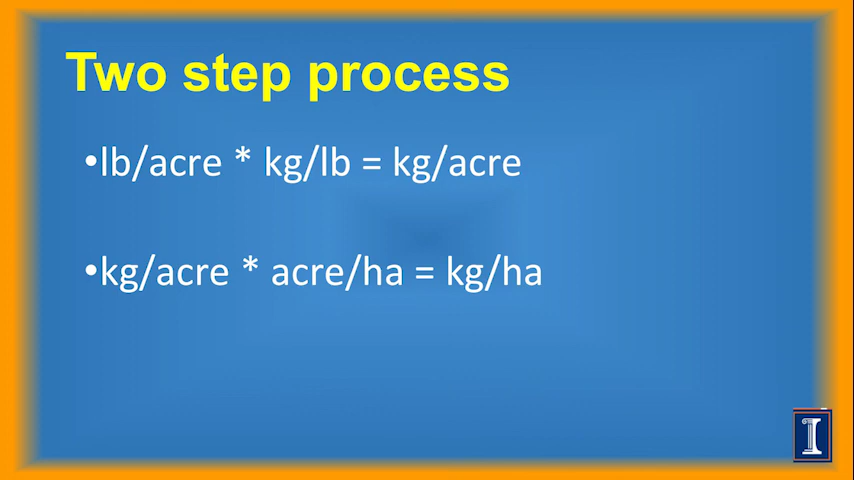 Two step process
•lb/acre * kg/lb = kg/acre
•kg/acre * acre/ha = kg/ha
I